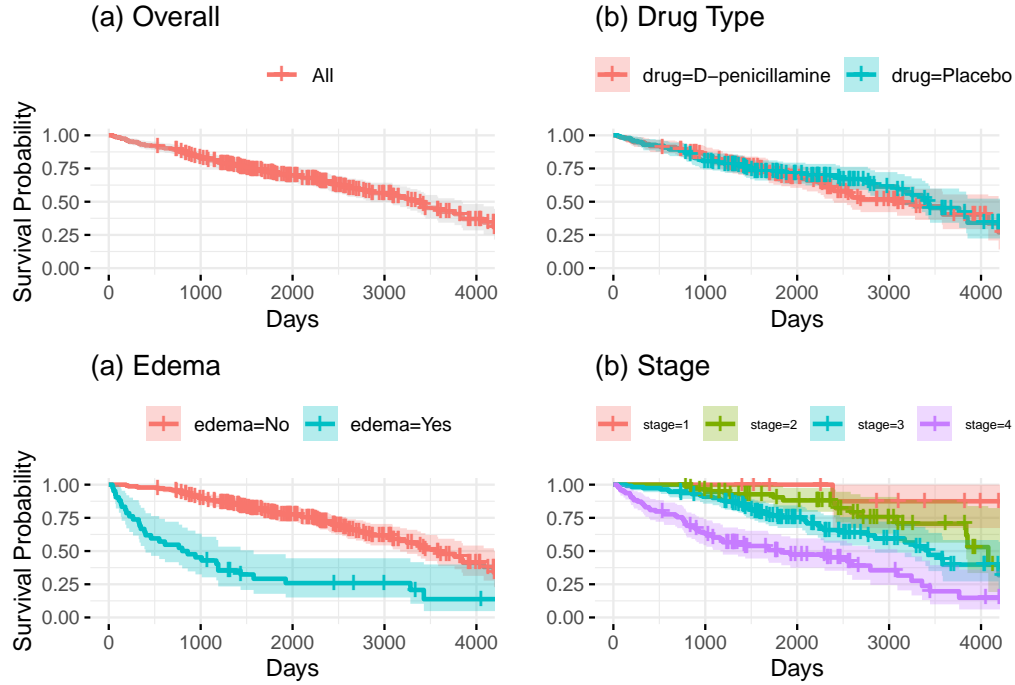 (a) Overall
All
Survival Probability
1.00
0.75
0.50
0.25
0.00
0
1000
2000
3000
4000
Days
(b) Drug Type
drug=D−penicillamine
drug=Placebo
1.00
0.75
0.50
0.25
0.00
0
1000
2000
3000
4000
Days
(a) Edema
edema=No
edema=Yes
Survival Probability
1.00
0.75
0.50
0.25
0.00
0
1000
2000
3000
4000
Days
(b) Stage
stage=1
stage=2
stage=3
stage=4
1.00
0.75
0.50
0.25
0.00
0
1000
2000
3000
4000
Days